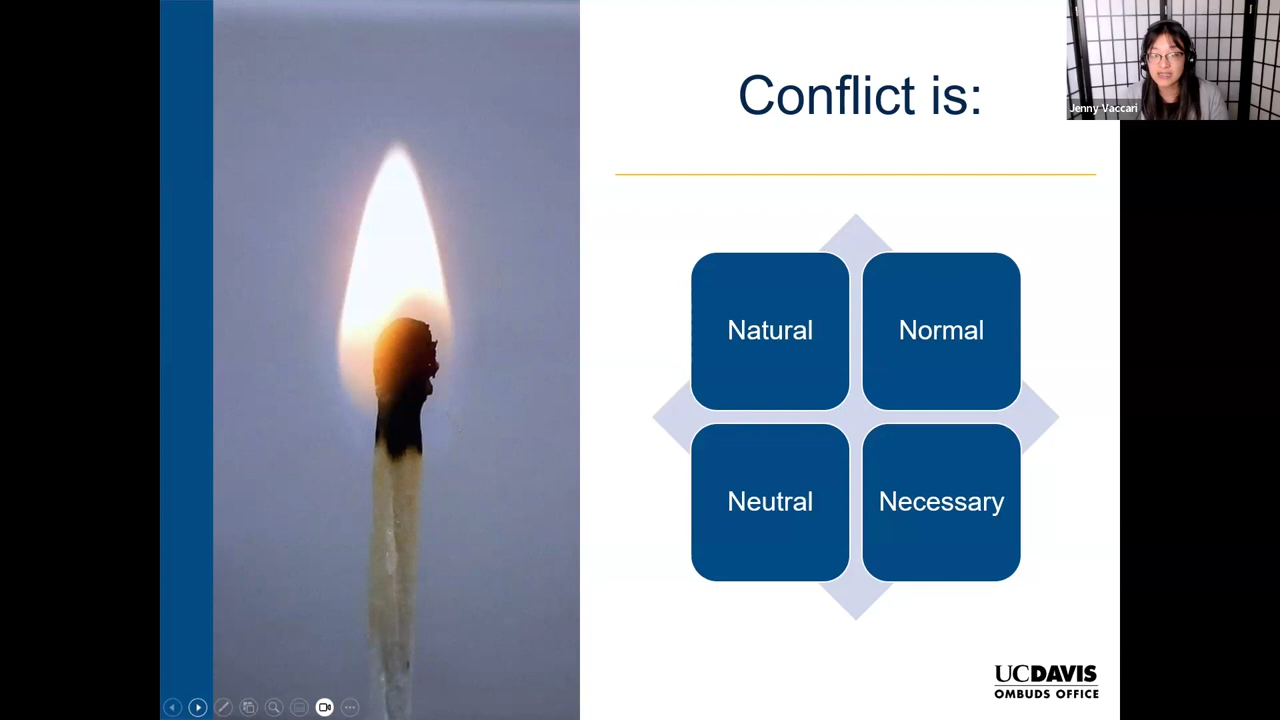 Conflict is:
Jenny Vaccari
Natural
Normal
Neutral
Necessary
UCDAVIS
OMBUDS OFFICE